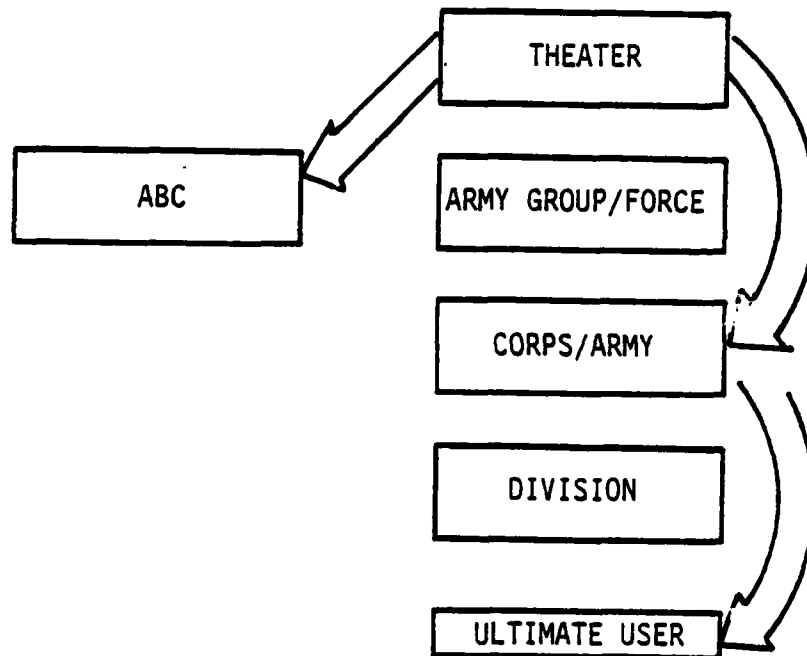 THEATER
ABC
ARMY GROUP/FORCE
CORPS/ARMY
DIVISION
ULTIMATE USER